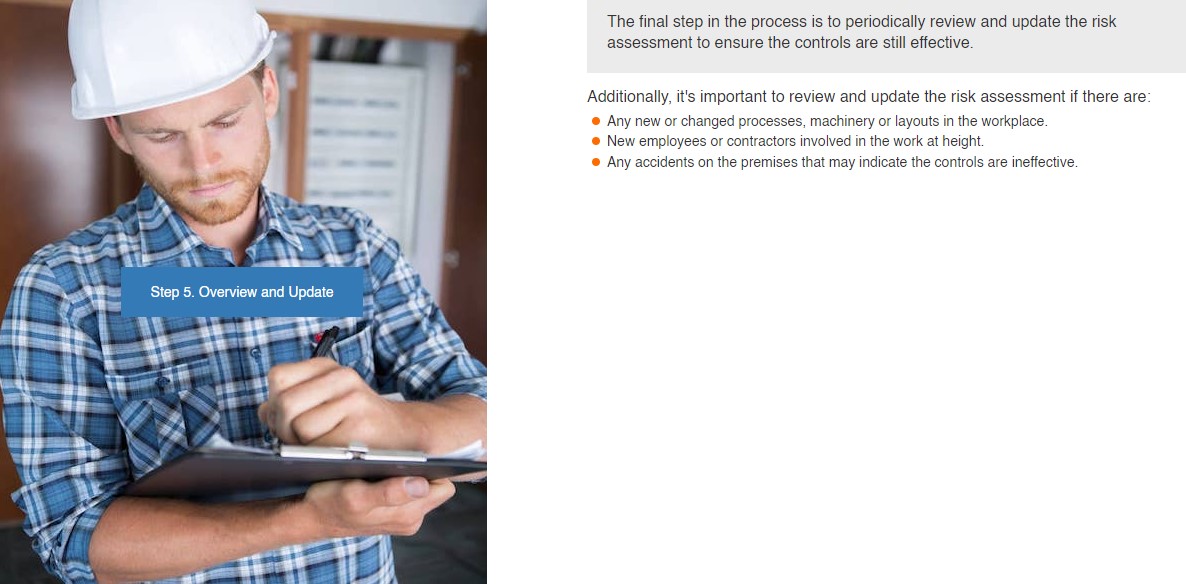 The final step in the process is to periodically review and update the risk
assessment to ensure the controls are still effective.
Additionally, it's important to review and update the risk assessment if there are:
Any new or changed processes, machinery or layouts in the workplace.
New employees or contractors involved in the work at height.
Any accidents on the premises that may indicate the controls are ineffective.
Step 5. Overview and Update